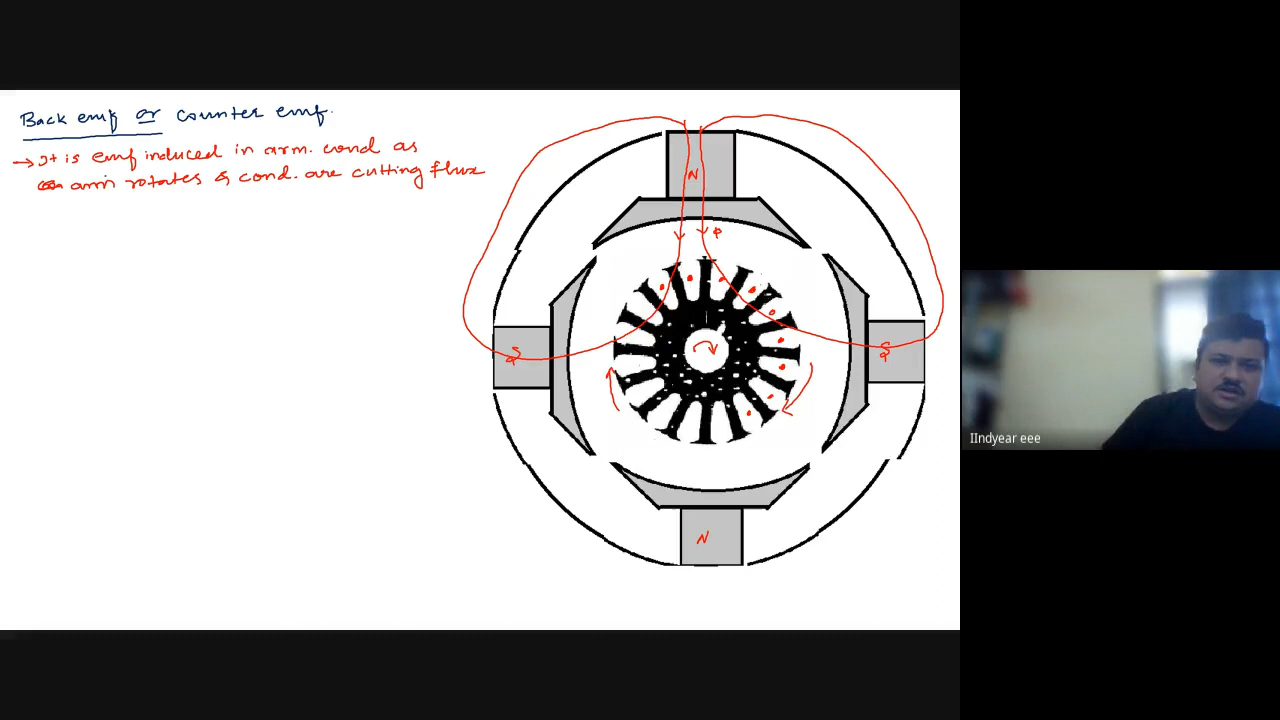 Back emf or counter emf.
→ It is emf induced in arm. cond as
arm rotates & cond. are cutting flux
N
φ
S
S
N
IIndyear eee